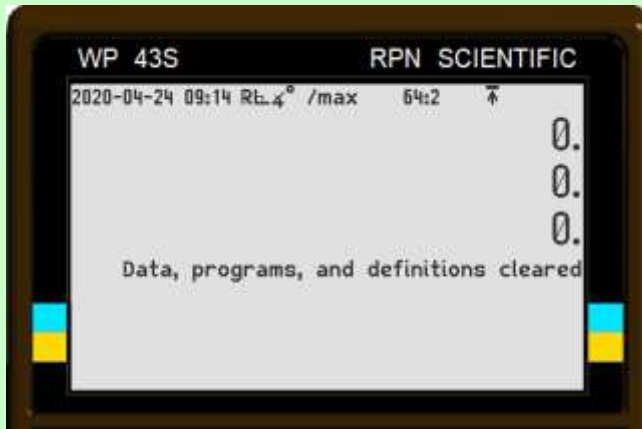 WP 43S RPN SCIENTIFIC
2020-04-24 09:14 R∟∡° /max 64:2 ⊼
0.
0.
0.
Data, programs, and definitions cleared